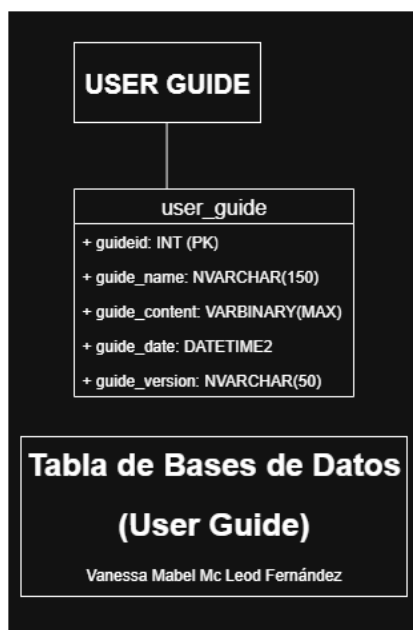 USER GUIDE
user_guide
+ guideid: INT (PK)
+ guide_name: NVARCHAR(150)
+ guide_content: VARBINARY(MAX)
+ guide_date: DATETIME2
+ guide_version: NVARCHAR(50)
Tabla de Bases de Datos
(User Guide)
Vanessa Mabel Mc Leod Fernández